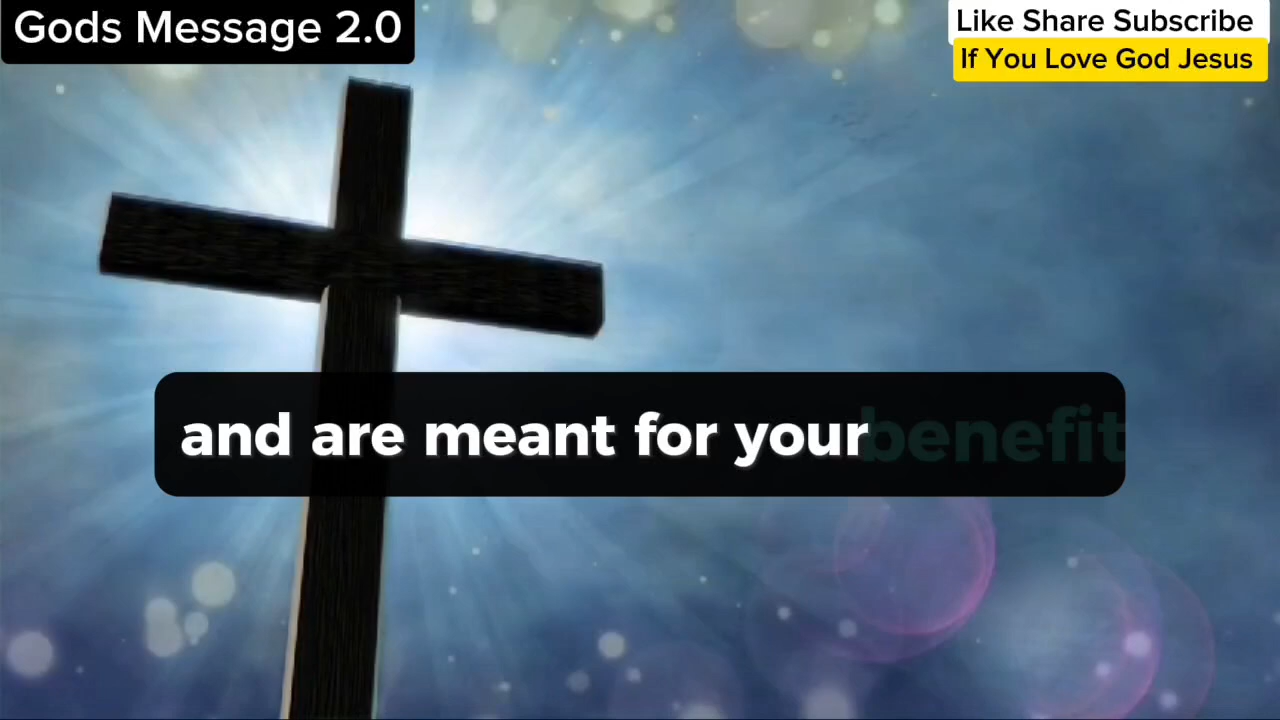 Gods Message 2.0
Like Share Subscribe
If You Love God Jesus
and are meant for your benefit